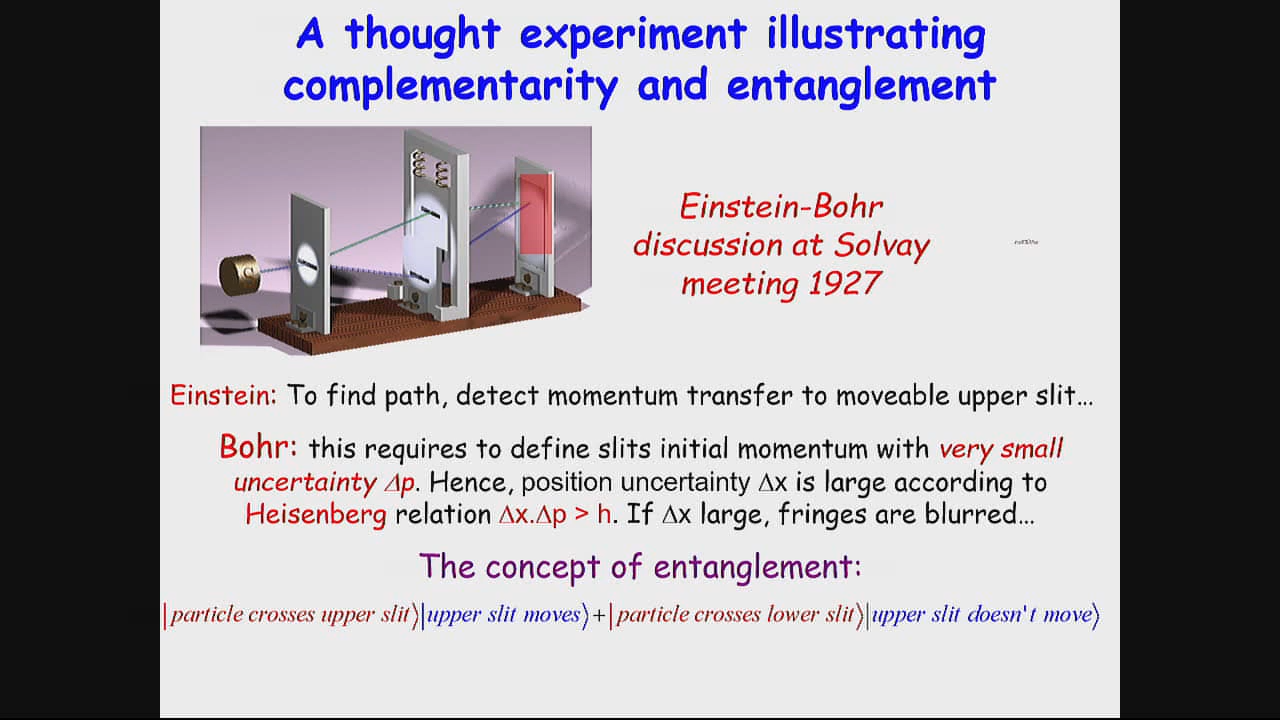 A thought experiment illustrating
complementarity and entanglement
Einstein-Bohr
discussion at Solvay
meeting 1927
Einstein: To find path, detect momentum transfer to moveable upper slit...
Bohr: this requires to define slits initial momentum with very small
uncertainty Δp. Hence, position uncertainty Δx is large according to
Heisenberg relation Δx.Δp > h. If Δx large, fringes are blurred...
The concept of entanglement:
|particle crosses upper slit⟩|upper slit moves⟩+|particle crosses lower slit⟩|upper slit doesn't move⟩